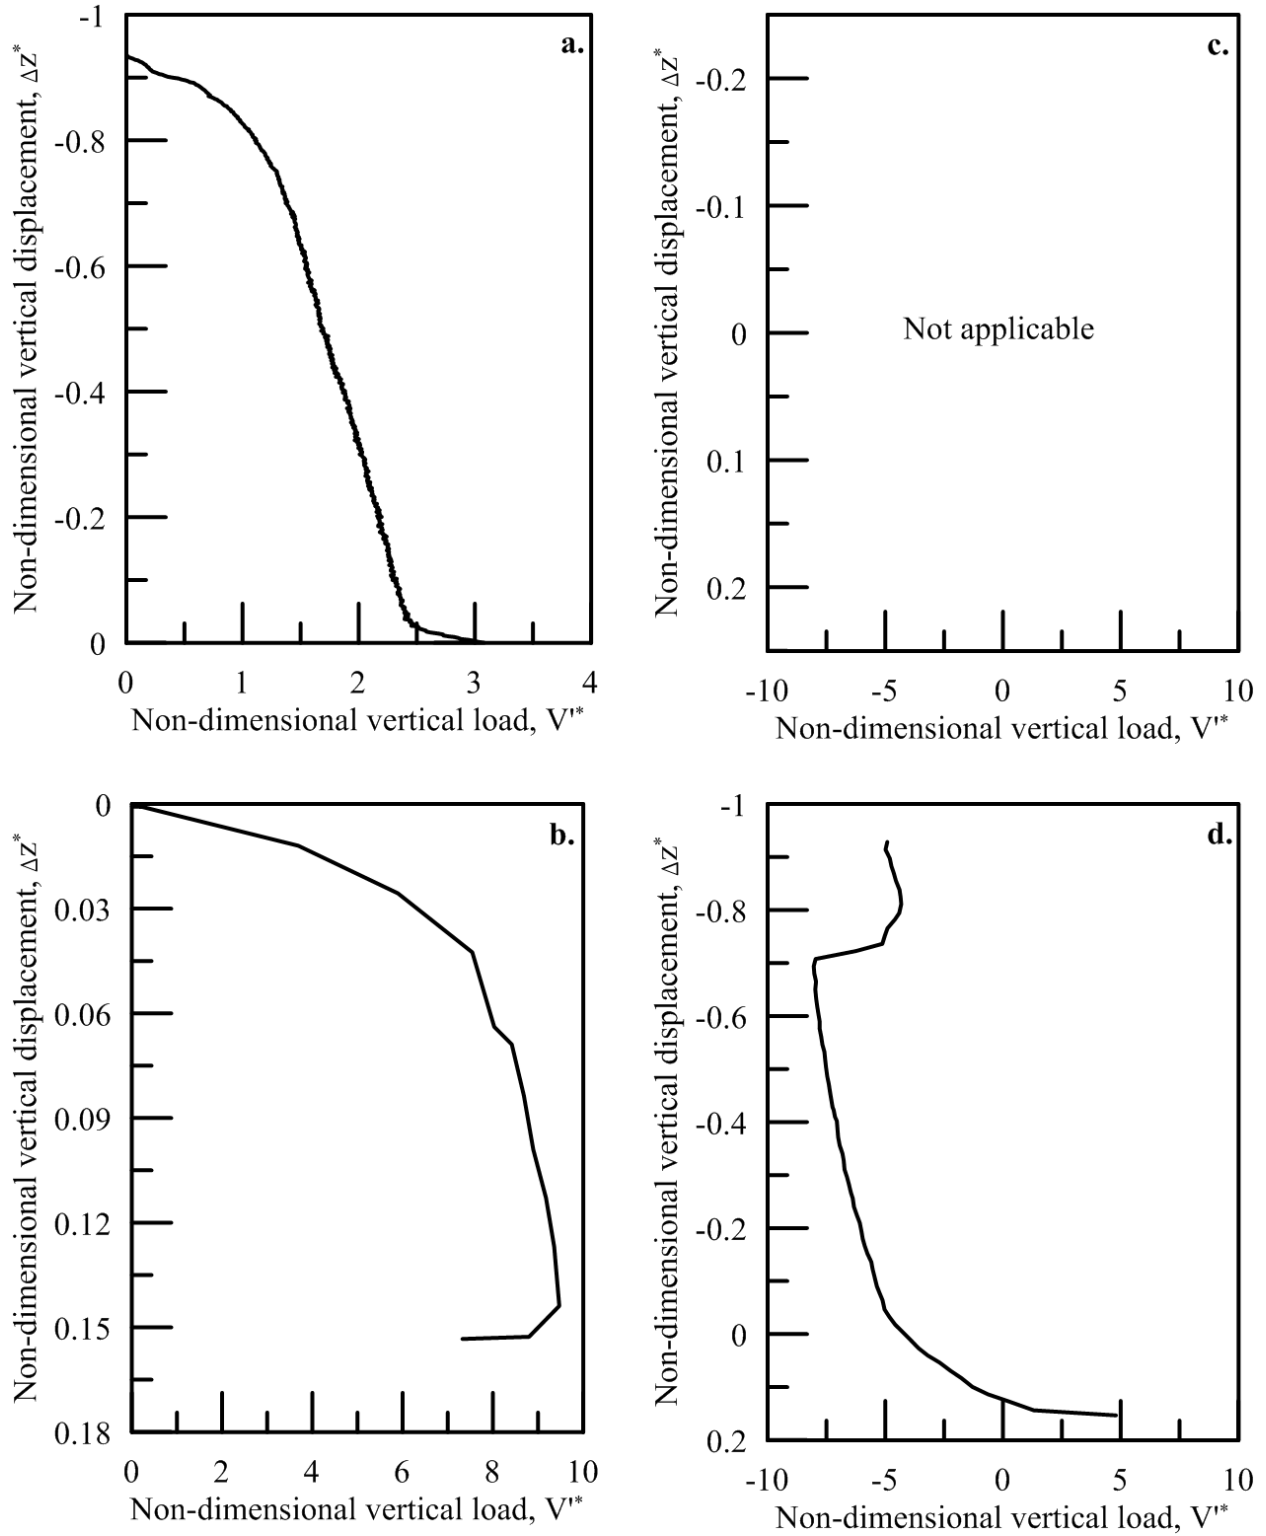 a.
-1
-0.8
-0.6
-0.4
-0.2
0
0 1 2 3 4
Non-dimensional vertical displacement, Δz*
Non-dimensional vertical load, V'*
c.
-0.2
-0.1
0
0.1
0.2
-10 -5 0 5 10
Not applicable
Non-dimensional vertical displacement, Δz*
Non-dimensional vertical load, V'*
b.
0
0.03
0.06
0.09
0.12
0.15
0.18
0 2 4 6 8 10
Non-dimensional vertical displacement, Δz*
Non-dimensional vertical load, V'*
d.
-1
-0.8
-0.6
-0.4
-0.2
0
0.2
-10 -5 0 5 10
Non-dimensional vertical displacement, Δz*
Non-dimensional vertical load, V'*